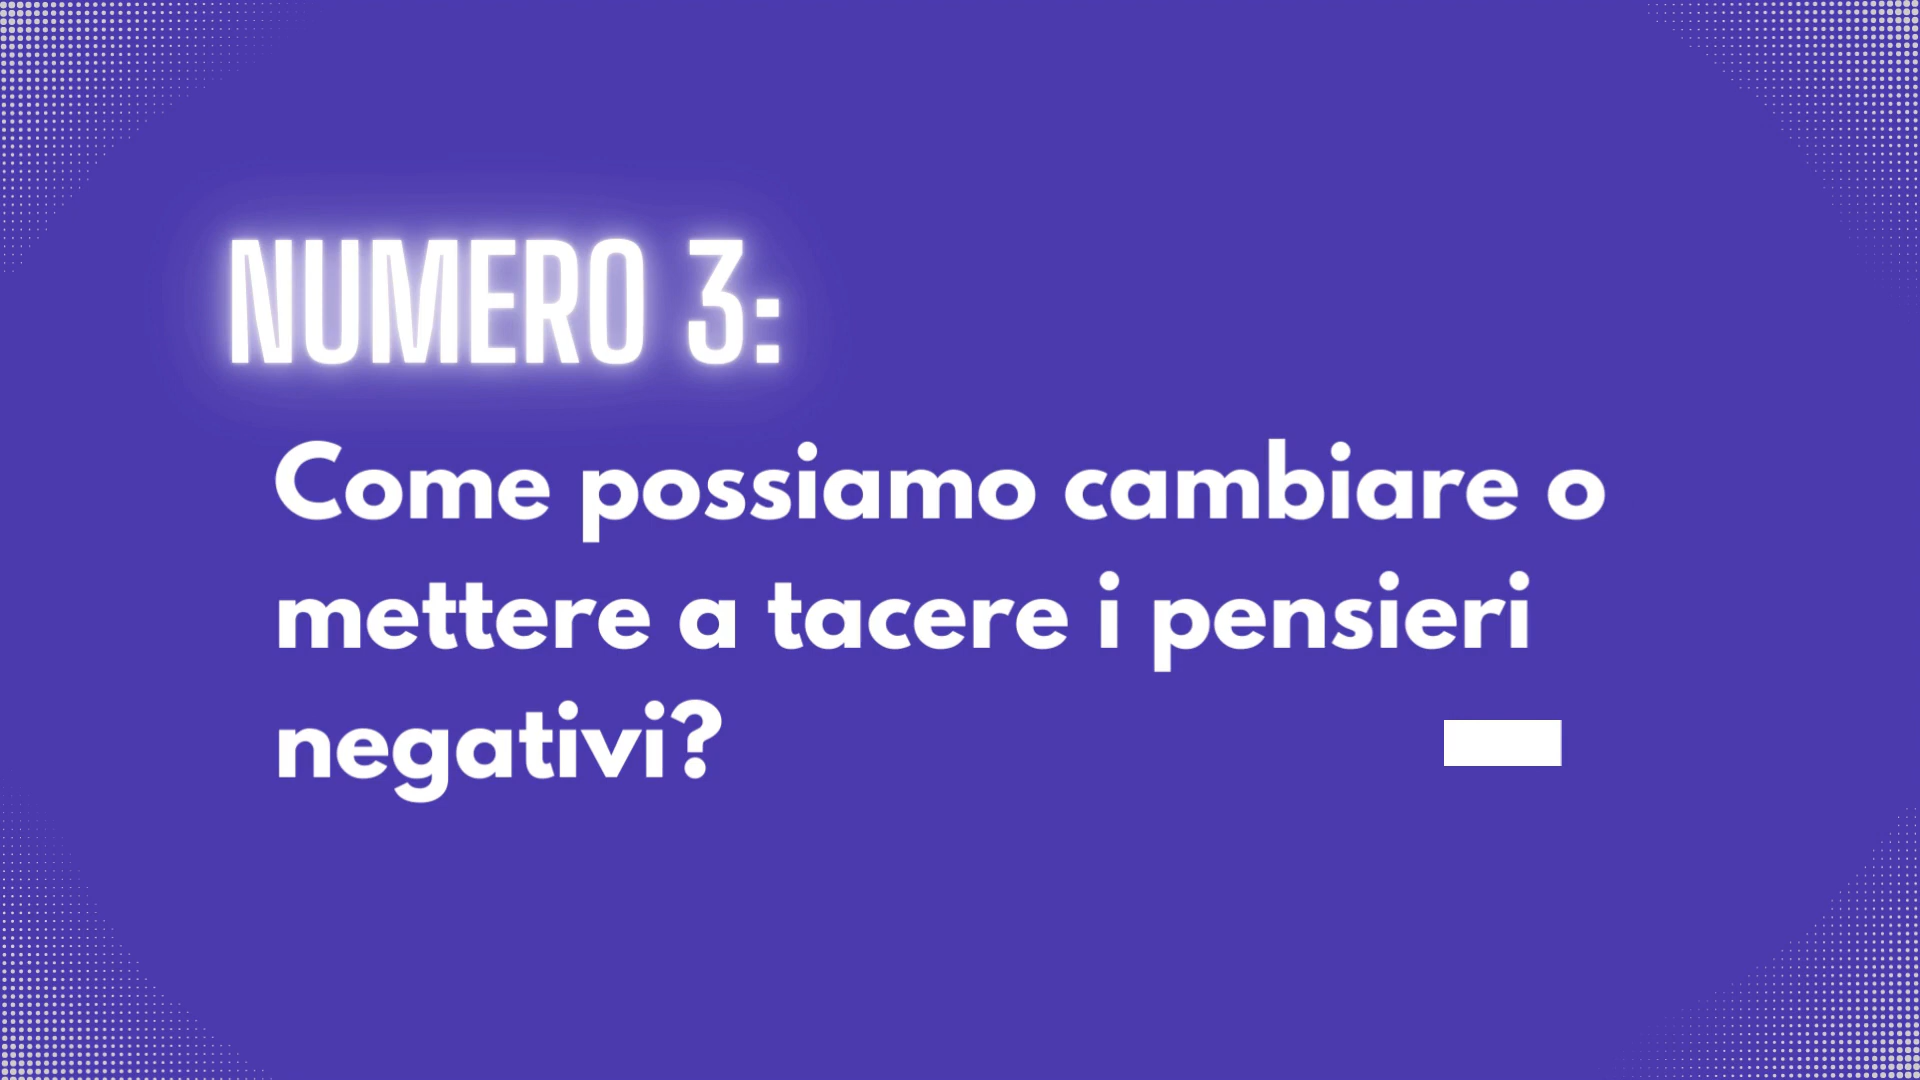 NUMERO 3:
Come possiamo cambiare o
mettere a tacere i pensieri
negativi?